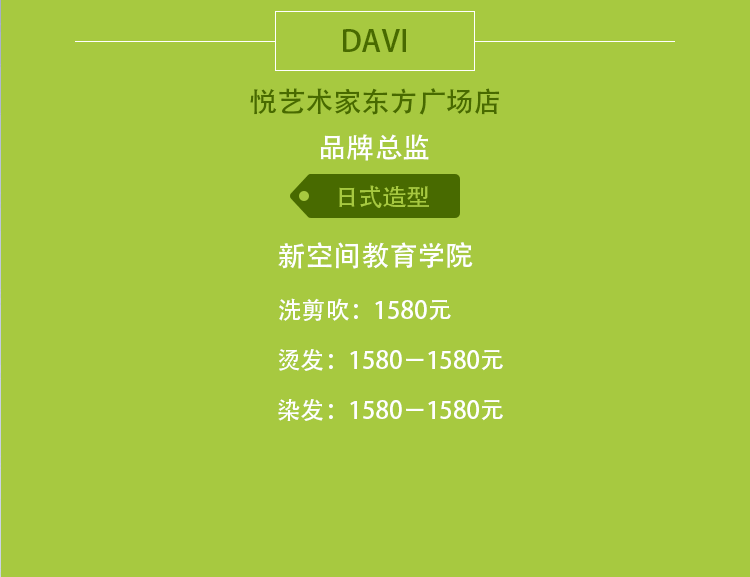 DAVI
悦艺术家东方广场店
品牌总监
日式造型
新空间教育学院
洗剪吹：1580元
烫发：1580－1580元
染发：1580－1580元